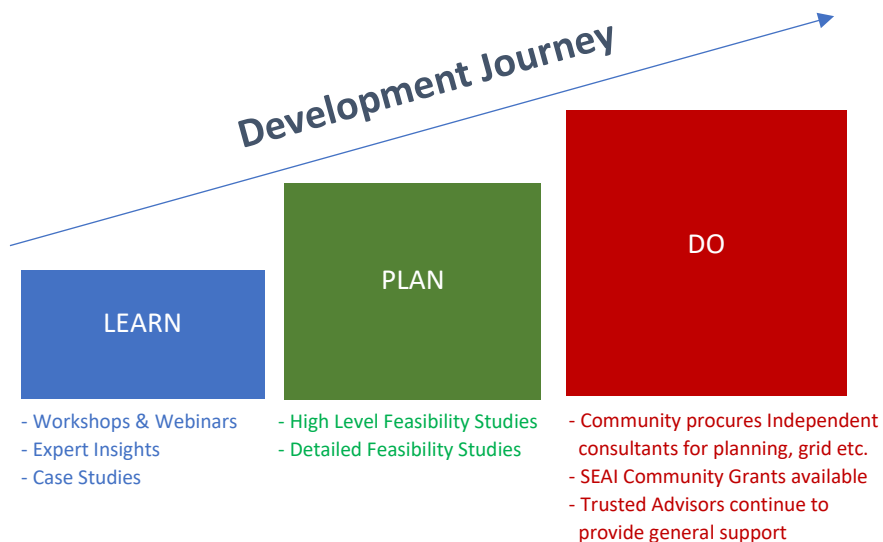 Development Journey
LEARN
PLAN
DO
- Workshops & Webinars
- Expert Insights
- Case Studies
- High Level Feasibility Studies
- Detailed Feasibility Studies
- Community procures Independent
consultants for planning, grid etc.
- SEAI Community Grants available
- Trusted Advisors continue to
provide general support